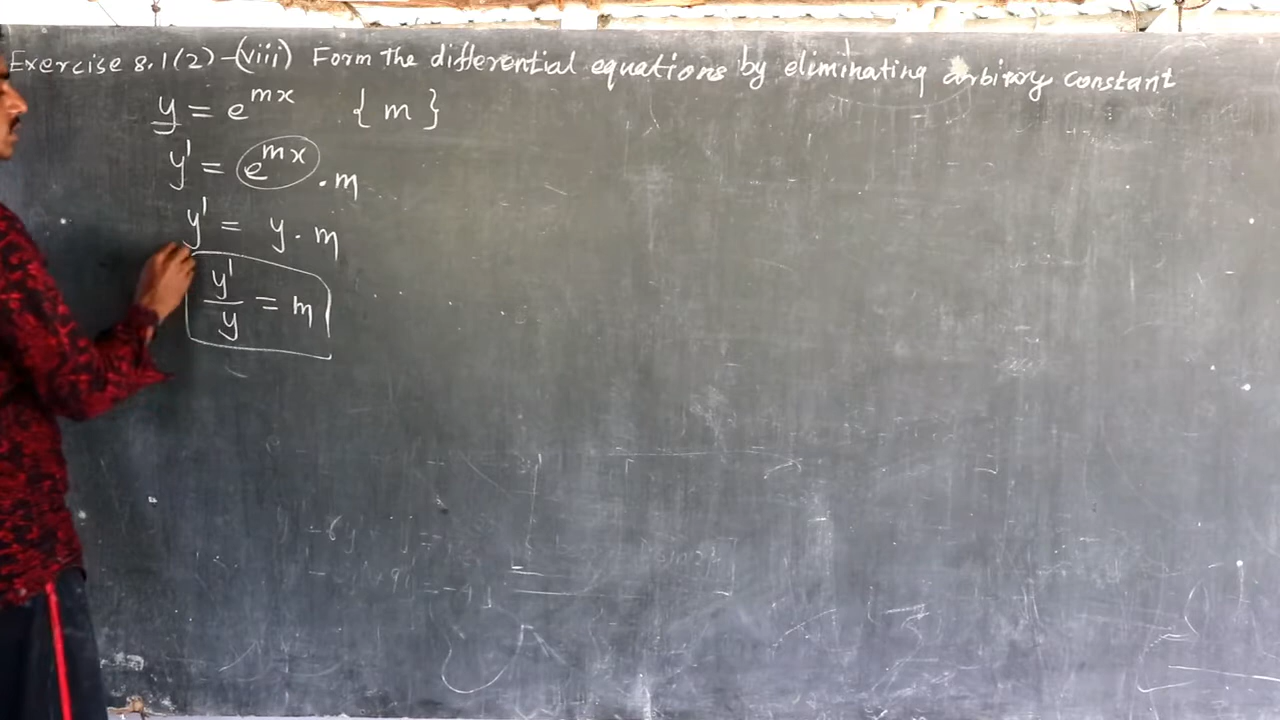 Exercise 8.1(2)-(viii) Form the differential equations by eliminating arbitrary constant
y = e^{mx} { m }
y' = e^{mx} . m
y' = y . m
y'/y = m